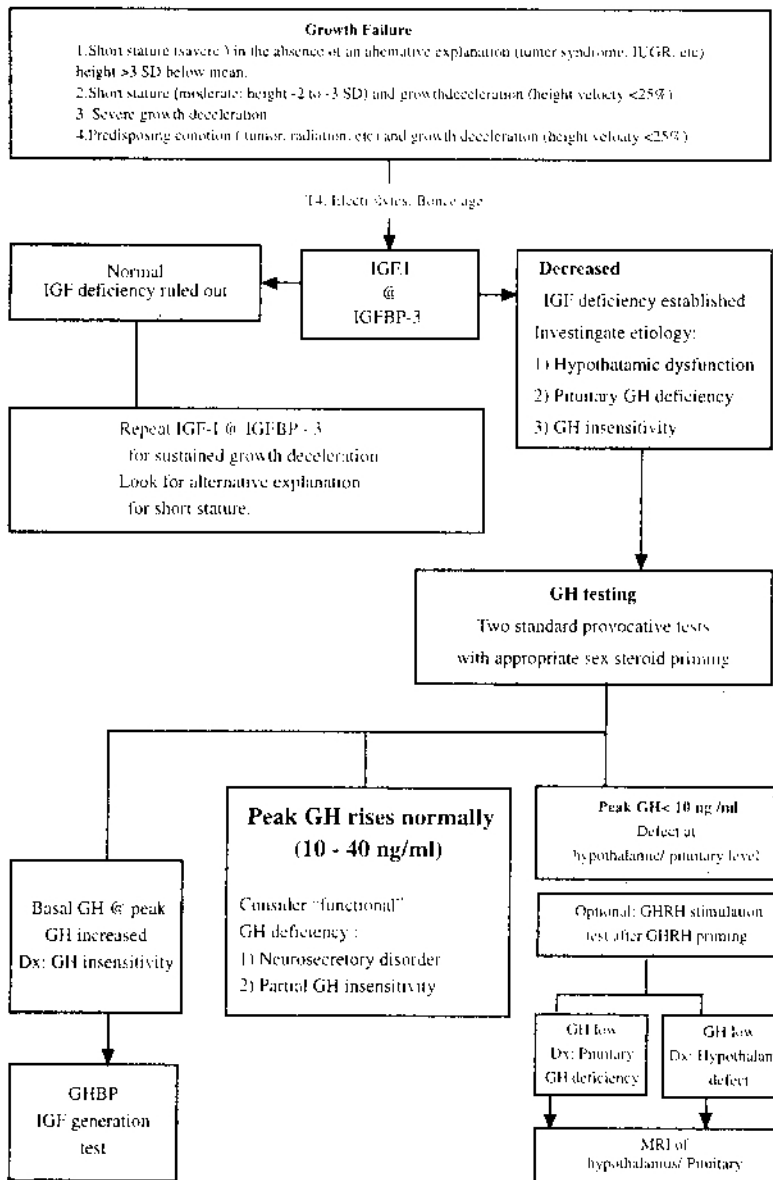 Growth Failure
1.Short stature (savere ) in the absence of an alternative explanation (tumer syndrome, IUGR, etc)
height >3 SD below mean.
2.Short stature (moderate: height -2 to -3 SD) and growthdeceleration (height velocity <25%)
3. Severe growth deceleration
4.Predisposing condition ( tumor, radiation, etc) and growth deceleration (height velocity <25%)
T4, Electrolytes, Bonce age
Normal
IGF deficiency ruled out
IGF.I
@
IGFBP-3
Decreased
IGF deficiency established
Investingate etiology:
1) Hypothatamic dysfunction
2) Pituitary GH deficiency
3) GH insensitivity
Repeat IGF-I @ IGFBP - 3
for sustained growth deceleration
Look for alternative explanation
for short stature.
GH testing
Two standard provocative tests
with appropriate sex steroid priming
Basal GH @ peak
GH increased
Dx: GH insensitivity
GHBP
IGF generation
test
Peak GH rises normally
(10 - 40 ng/ml)
Consider "functional"
GH deficiency :
1) Neurosecretory disorder
2) Partial GH insensitivity
Peak GH< 10 ng /ml
Defect at
hypothalamic/ pituitary level
Optional: GHRH stimulation
test after GHRH priming
GH low
Dx: Pituitary
GH deficiency
GH low
Dx: Hypothalan
defect
MRI of
hypothalamus/ Pituitary